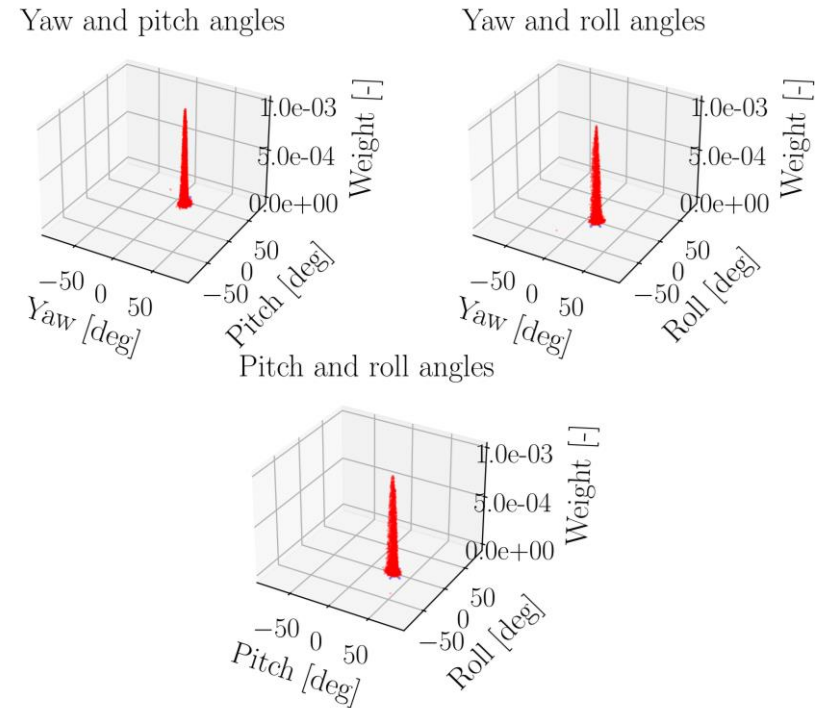 Yaw and pitch angles
1.0e-03
5.0e-04
0.0e+00
Weight [-]
−50 0 50
Yaw [deg]
−50 0 50
Pitch [deg]
Yaw and roll angles
1.0e-03
5.0e-04
0.0e+00
Weight [-]
−50 0 50
Yaw [deg]
−50 0 50
Roll [deg]
Pitch and roll angles
1.0e-03
5.0e-04
0.0e+00
Weight [-]
−50 0 50
Pitch [deg]
−50 0 50
Roll [deg]